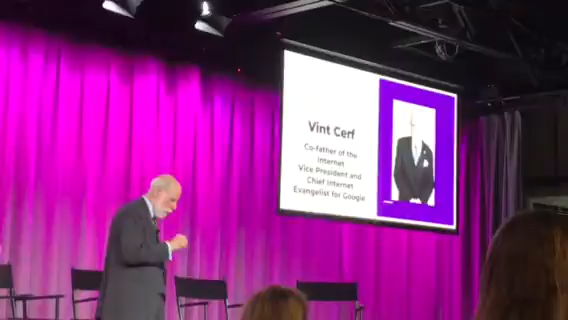 Vint Cerf
Co-father of the
Internet
Vice President and
Chief Internet
Evangelist for Google